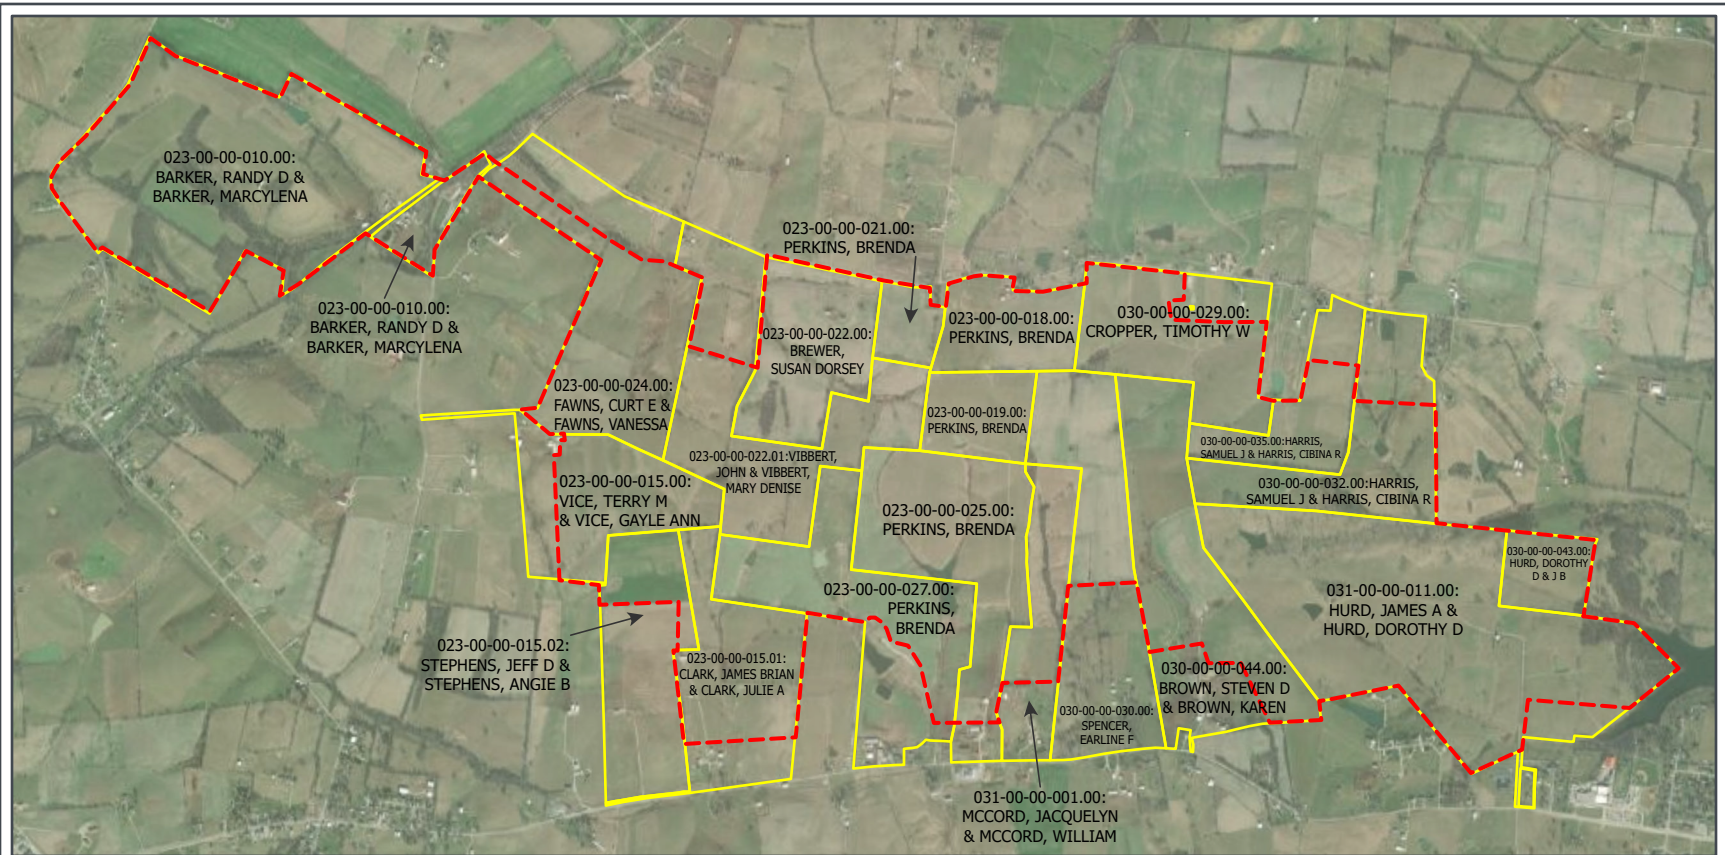 023-00-00-010.00:
BARKER, RANDY D &
BARKER, MARCYLENA
023-00-00-010.00:
BARKER, RANDY D &
BARKER, MARCYLENA
023-00-00-021.00:
PERKINS, BRENDA
023-00-00-022.00:
BREWER,
SUSAN DORSEY
023-00-00-018.00:
PERKINS, BRENDA
030-00-00-029.00:
CROPPER, TIMOTHY W
023-00-00-024.00:
FAWNS, CURT E &
FAWNS, VANESSA
023-00-00-019.00:
PERKINS, BRENDA
030-00-00-035.00:HARRIS,
SAMUEL J & HARRIS, CIBINA R
023-00-00-022.01:VIBBERT,
JOHN & VIBBERT,
MARY DENISE
030-00-00-032.00:HARRIS,
SAMUEL J & HARRIS, CIBINA R
023-00-00-015.00:
VICE, TERRY M
& VICE, GAYLE ANN
023-00-00-025.00:
PERKINS, BRENDA
030-00-00-043.00:
HURD, DOROTHY
D & J B
023-00-00-027.00:
PERKINS,
BRENDA
031-00-00-011.00:
HURD, JAMES A &
HURD, DOROTHY D
023-00-00-015.02:
STEPHENS, JEFF D &
STEPHENS, ANGIE B
023-00-00-015.01:
CLARK, JAMES BRIAN
& CLARK, JULIE A
030-00-00-044.00:
BROWN, STEVEN D
& BROWN, KAREN
030-00-00-030.00:
SPENCER,
EARLINE F
031-00-00-001.00:
MCCORD, JACQUELYN
& MCCORD, WILLIAM